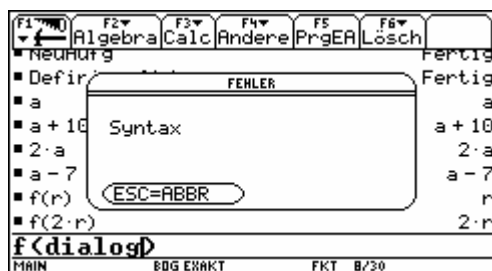 F1 F2 F3 F4 F5 F6
Algebra Calc Andere PrgEA Lösch
NeuAufg Fertig
Defin Fertig
a a
a + 10 a + 10
2·a 2·a
a - 7 a - 7
f(r) r
f(2·r) 2·r
FEHLER
Syntax
ESC=ABBR
f(dialog)
MAIN BOG EXAKT FKT 8/30